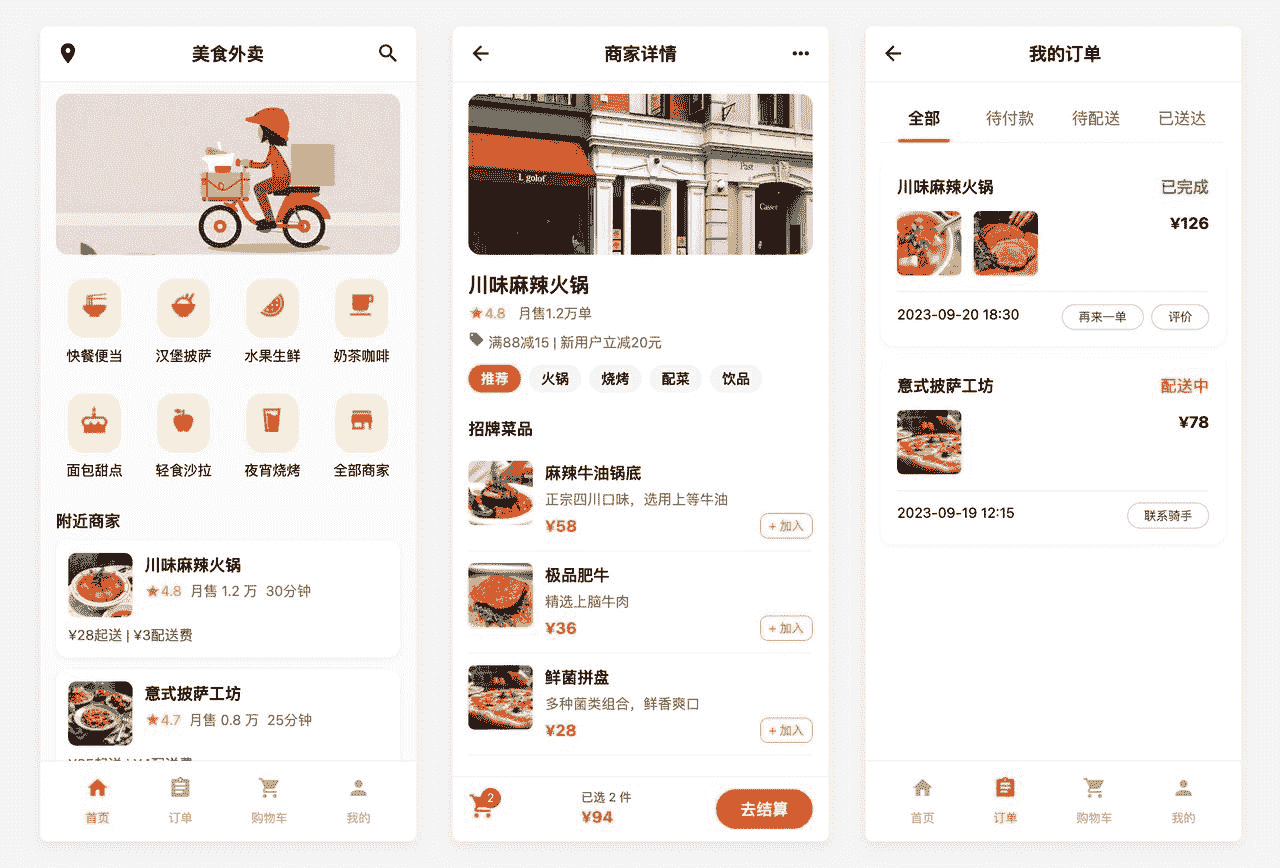 美食外卖
快餐便当
汉堡披萨
水果生鲜
奶茶咖啡
面包甜点
轻食沙拉
夜宵烧烤
全部商家
附近商家
川味麻辣火锅
4.8 月售 1.2 万 30分钟
¥28起送 | ¥3配送费
意式披萨工坊
4.7 月售 0.8 万 25分钟
首页
订单
购物车
我的
商家详情
L golof
Past
Casset
川味麻辣火锅
4.8 月售1.2万单
满88减15 | 新用户立减20元
推荐
火锅
烧烤
配菜
饮品
招牌菜品
麻辣牛油锅底
正宗四川口味，选用上等牛油
¥58
+ 加入
极品肥牛
精选上脑牛肉
¥36
+ 加入
鲜菌拼盘
多种菌类组合，鲜香爽口
¥28
+ 加入
2
已选 2 件
¥94
去结算
我的订单
全部
待付款
待配送
已送达
川味麻辣火锅
已完成
¥126
2023-09-20 18:30
再来一单
评价
意式披萨工坊
配送中
¥78
2023-09-19 12:15
联系骑手
首页
订单
购物车
我的